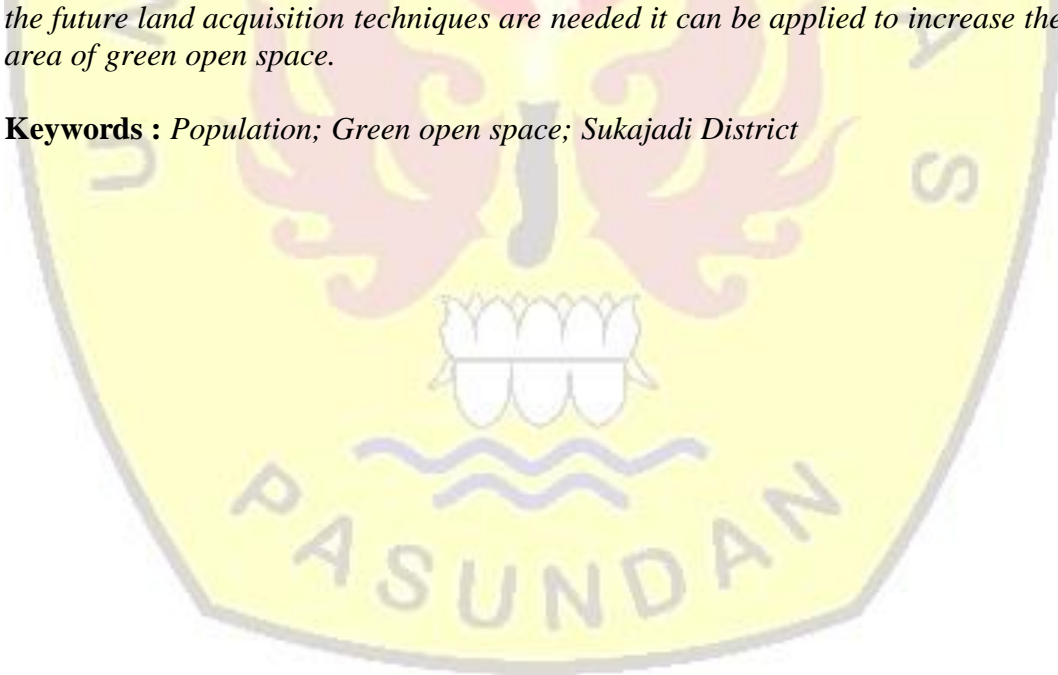 the future land acquisition techniques are needed it can be applied to increase the
area of green open space.
Keywords : Population; Green open space; Sukajadi District
U N A S
PASUNDAN